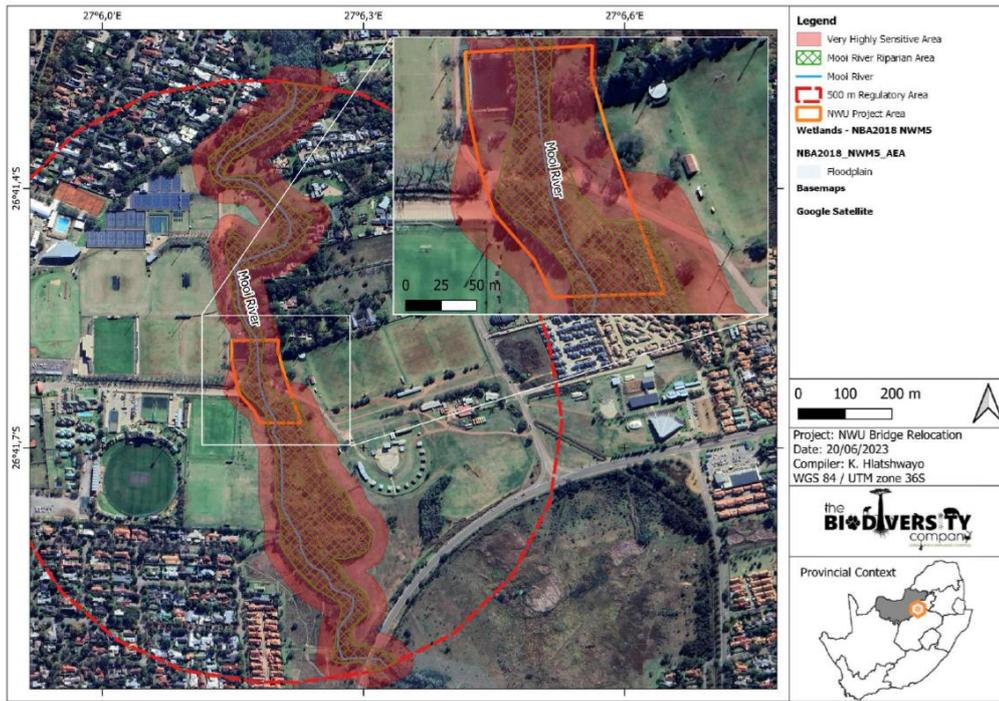 27°6,0'E
27°6,3'E
27°6,6'E
26°41,4'S
26°41,7'S
Mooi River
Mooi River
0 25 50 m
Legend
Very Highly Sensitive Area
Mooi River Riparian Area
Mooi River
500 m Regulatory Area
NWU Project Area
Wetlands - NBA2018 NWM5
NBA2018_NWM5_AEA
Floodplain
Basemaps
Google Satellite
0 100 200 m
Project: NWU Bridge Relocation
Date: 20/06/2023
Compiler: K. Hlatshwayo
WGS 84 / UTM zone 36S
the
BIODIVERSITY
company
Provincial Context